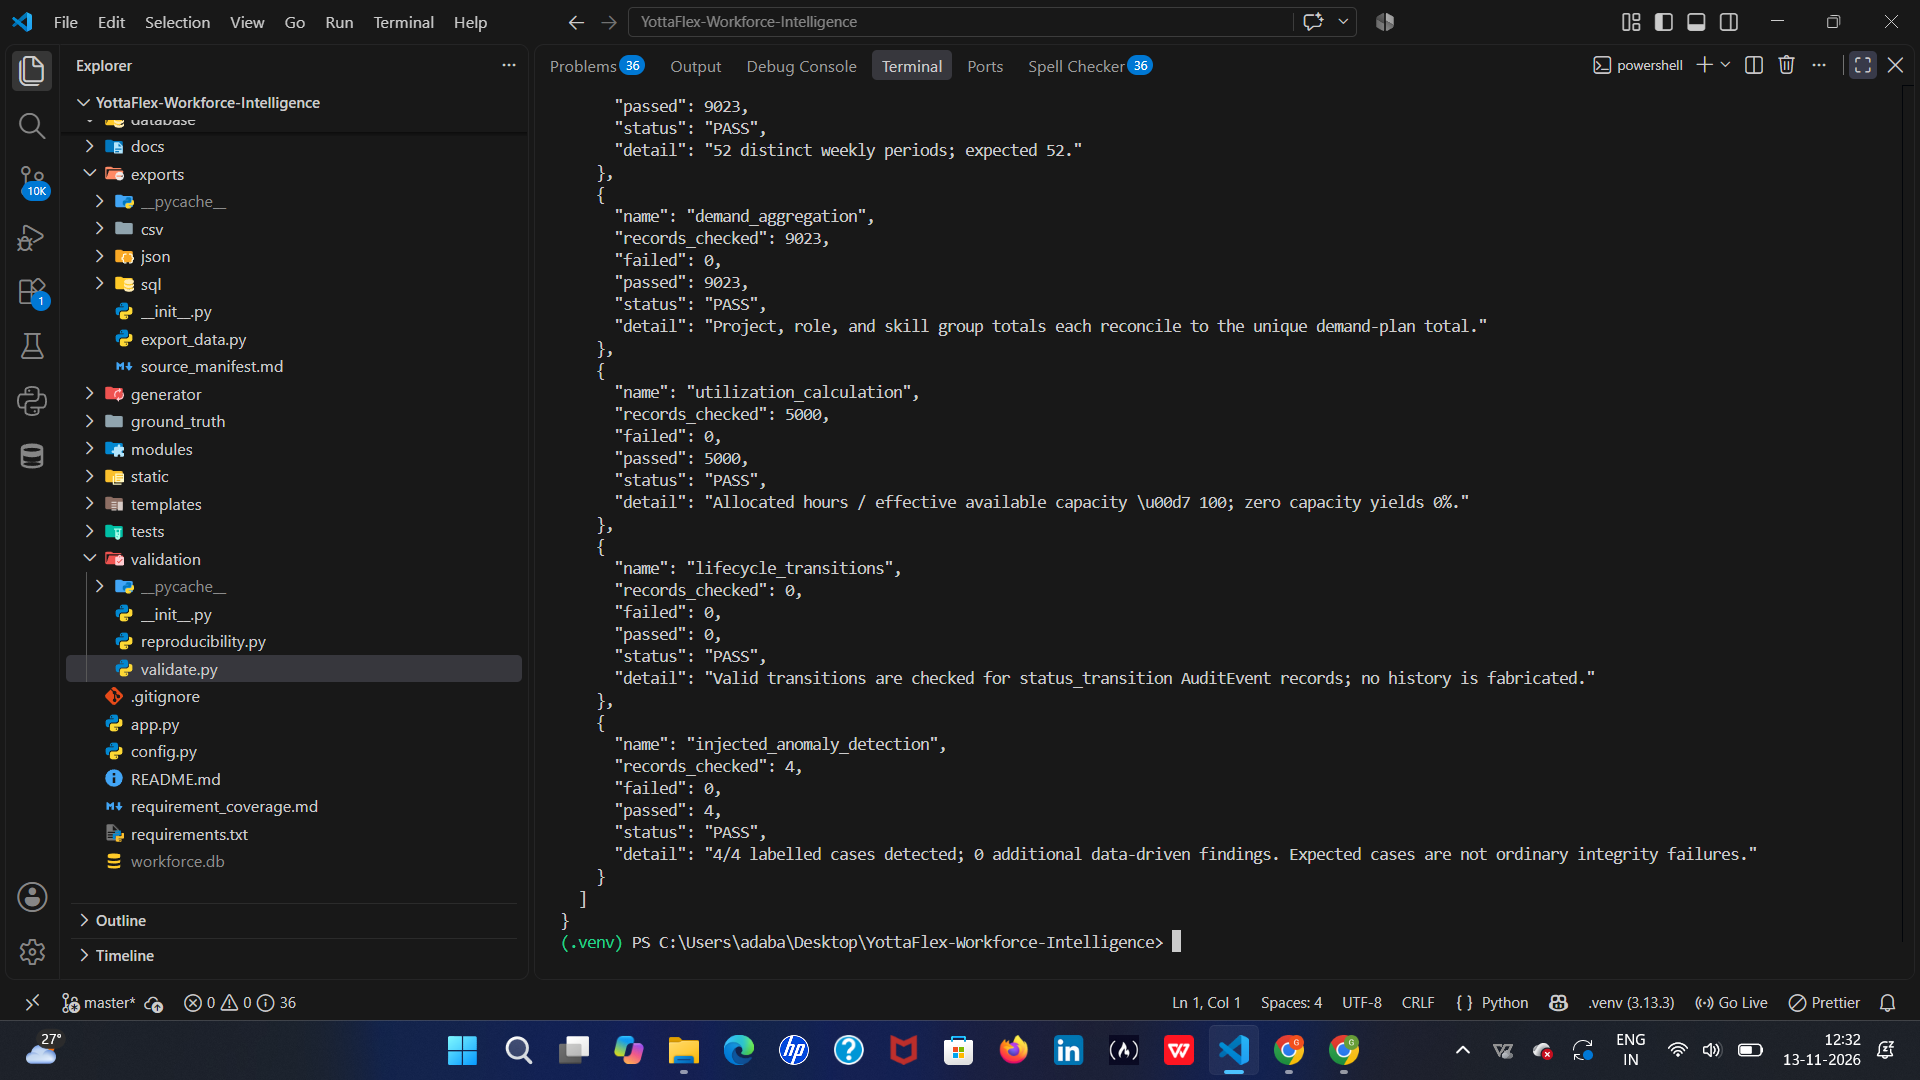 File Edit Selection View Go Run Terminal Help
YottaFlex-Workforce-Intelligence
Explorer
YottaFlex-Workforce-Intelligence
database
docs
exports
__pycache__
csv
json
sql
__init__.py
export_data.py
source_manifest.md
generator
ground_truth
modules
static
templates
tests
validation
__pycache__
__init__.py
reproducibility.py
validate.py
.gitignore
app.py
config.py
README.md
requirement_coverage.md
requirements.txt
workforce.db
Outline
Timeline
10K
1
Problems 36 Output Debug Console Terminal Ports Spell Checker 36
powershell
"passed": 9023,
"status": "PASS",
"detail": "52 distinct weekly periods; expected 52."
},
{
"name": "demand_aggregation",
"records_checked": 9023,
"failed": 0,
"passed": 9023,
"status": "PASS",
"detail": "Project, role, and skill group totals each reconcile to the unique demand-plan total."
},
{
"name": "utilization_calculation",
"records_checked": 5000,
"failed": 0,
"passed": 5000,
"status": "PASS",
"detail": "Allocated hours / effective available capacity \u00d7 100; zero capacity yields 0%."
},
{
"name": "lifecycle_transitions",
"records_checked": 0,
"failed": 0,
"passed": 0,
"status": "PASS",
"detail": "Valid transitions are checked for status_transition AuditEvent records; no history is fabricated."
},
{
"name": "injected_anomaly_detection",
"records_checked": 4,
"failed": 0,
"passed": 4,
"status": "PASS",
"detail": "4/4 labelled cases detected; 0 additional data-driven findings. Expected cases are not ordinary integrity failures."
}
]
}
(.venv) PS C:\Users\adaba\Desktop\YottaFlex-Workforce-Intelligence>
master* 0 0 36
Ln 1, Col 1 Spaces: 4 UTF-8 CRLF { } Python .venv (3.13.3) Go Live Prettier
27°
hp
ENG
IN
12:32
13-11-2026